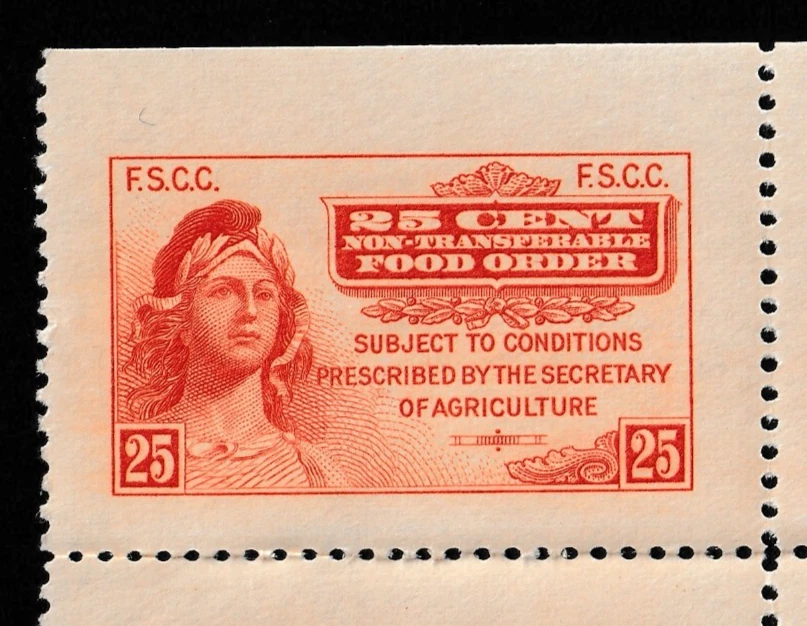 F.S.C.C. F.S.C.C.
25 CENT
NON-TRANSFERABLE
FOOD ORDER
SUBJECT TO CONDITIONS
PRESCRIBED BY THE SECRETARY
OF AGRICULTURE
25 25